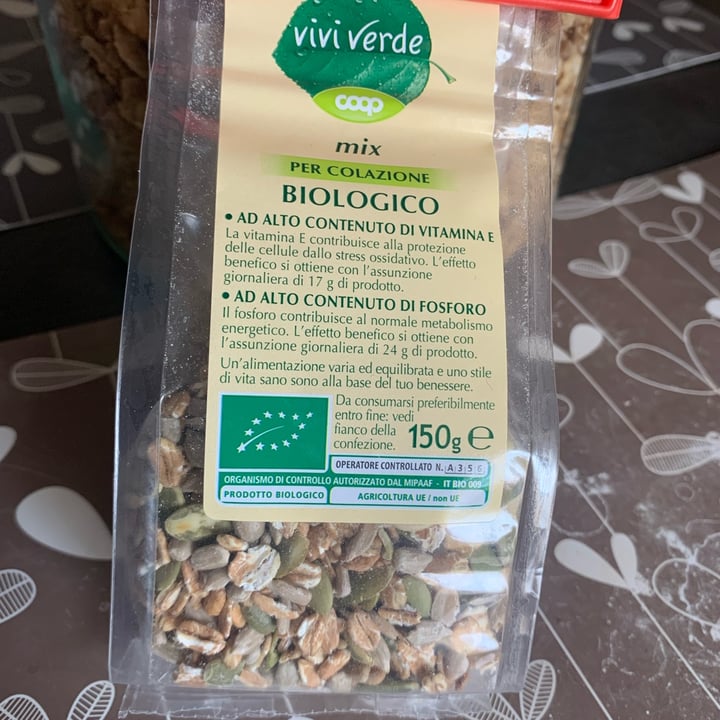 vivi verde
coop
mix
PER COLAZIONE
BIOLOGICO
• AD ALTO CONTENUTO DI VITAMINA E
La vitamina E contribuisce alla protezione
delle cellule dallo stress ossidativo. L'effetto
benefico si ottiene con l'assunzione
giornaliera di 17 g di prodotto.
• AD ALTO CONTENUTO DI FOSFORO
Il fosforo contribuisce al normale metabolismo
energetico. L'effetto benefico si ottiene con
l'assunzione giornaliera di 24 g di prodotto.
Un'alimentazione varia ed equilibrata e uno stile
di vita sano sono alla base del tuo benessere.
Da consumarsi preferibilmente
entro fine: vedi
fianco della
confezione.
150g ℮
OPERATORE CONTROLLATO N. A 3 5 6
ORGANISMO DI CONTROLLO AUTORIZZATO DAL MIPAAF - IT BIO 009
PRODOTTO BIOLOGICO
AGRICOLTURA UE / non UE